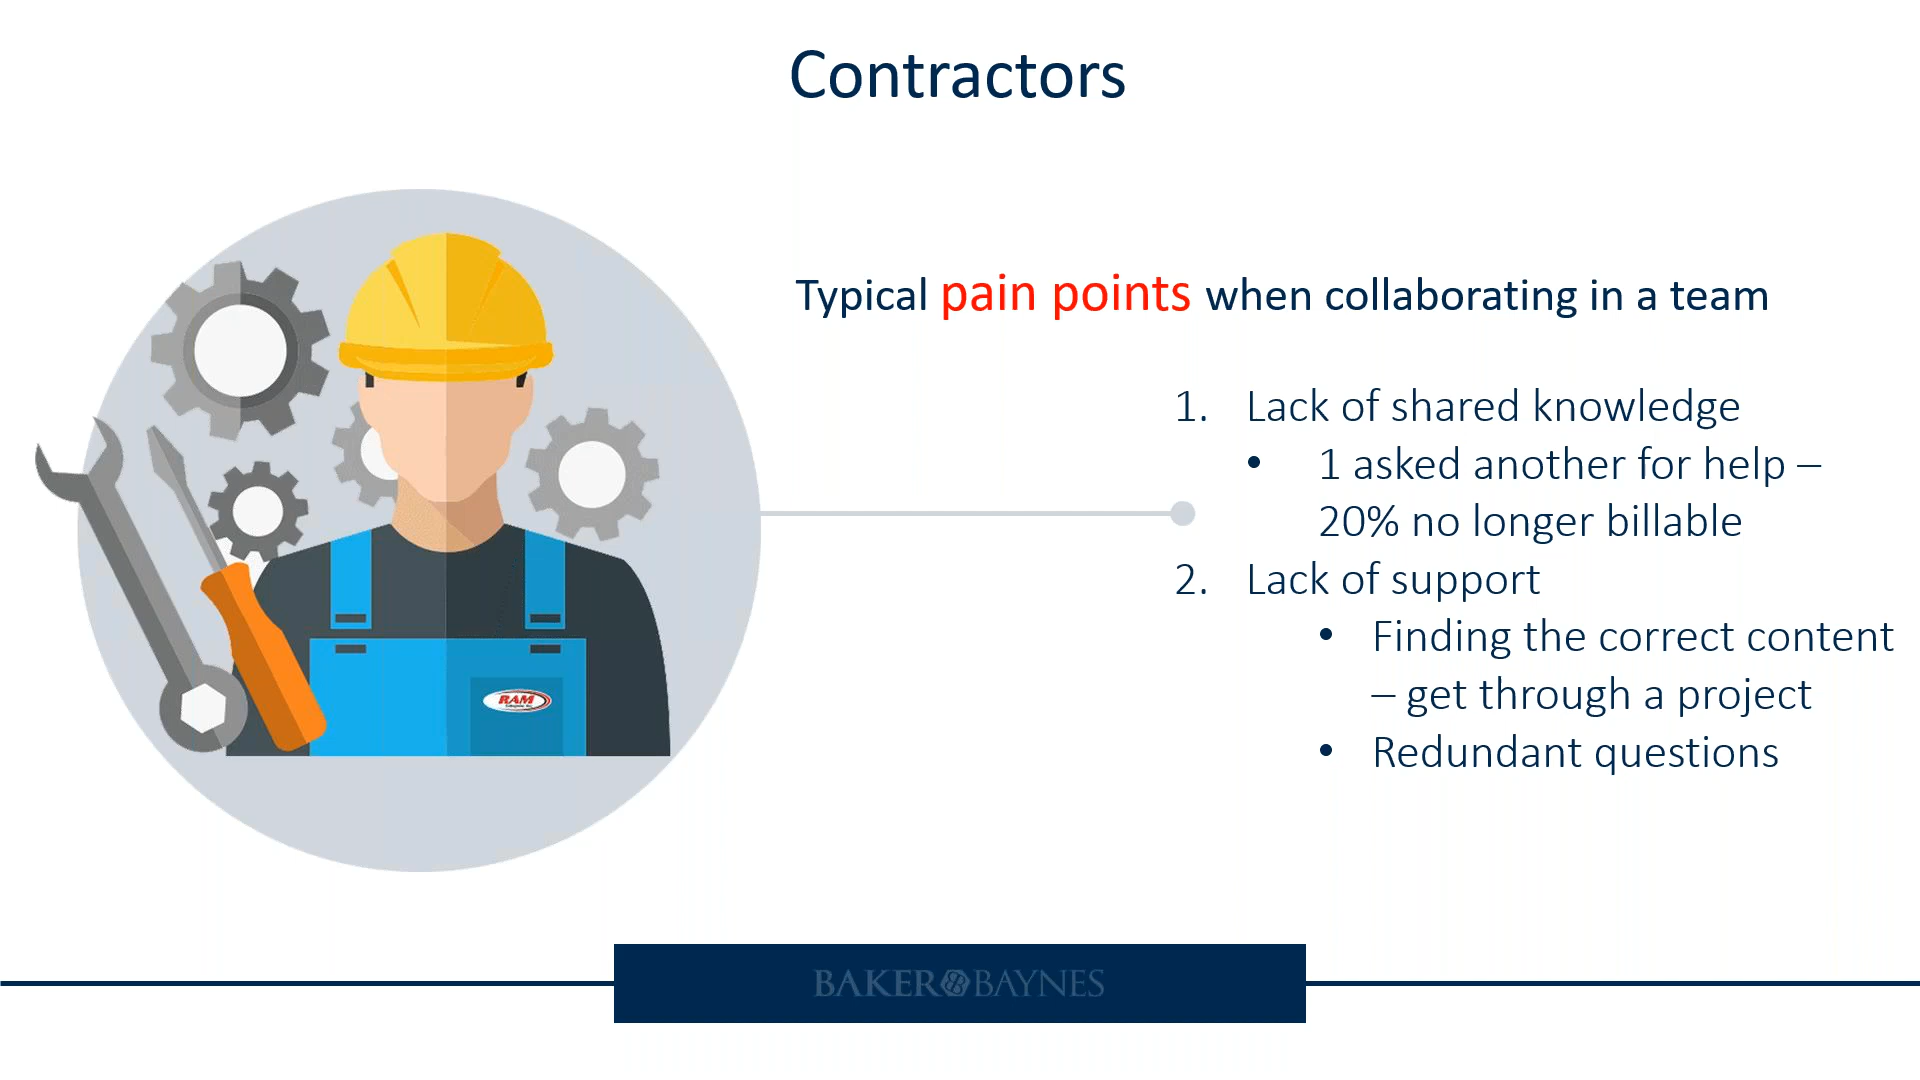 Contractors
Typical pain points when collaborating in a team
1. Lack of shared knowledge
• 1 asked another for help –
20% no longer billable
2. Lack of support
• Finding the correct content
– get through a project
• Redundant questions
RAM
BAKER BAYNES